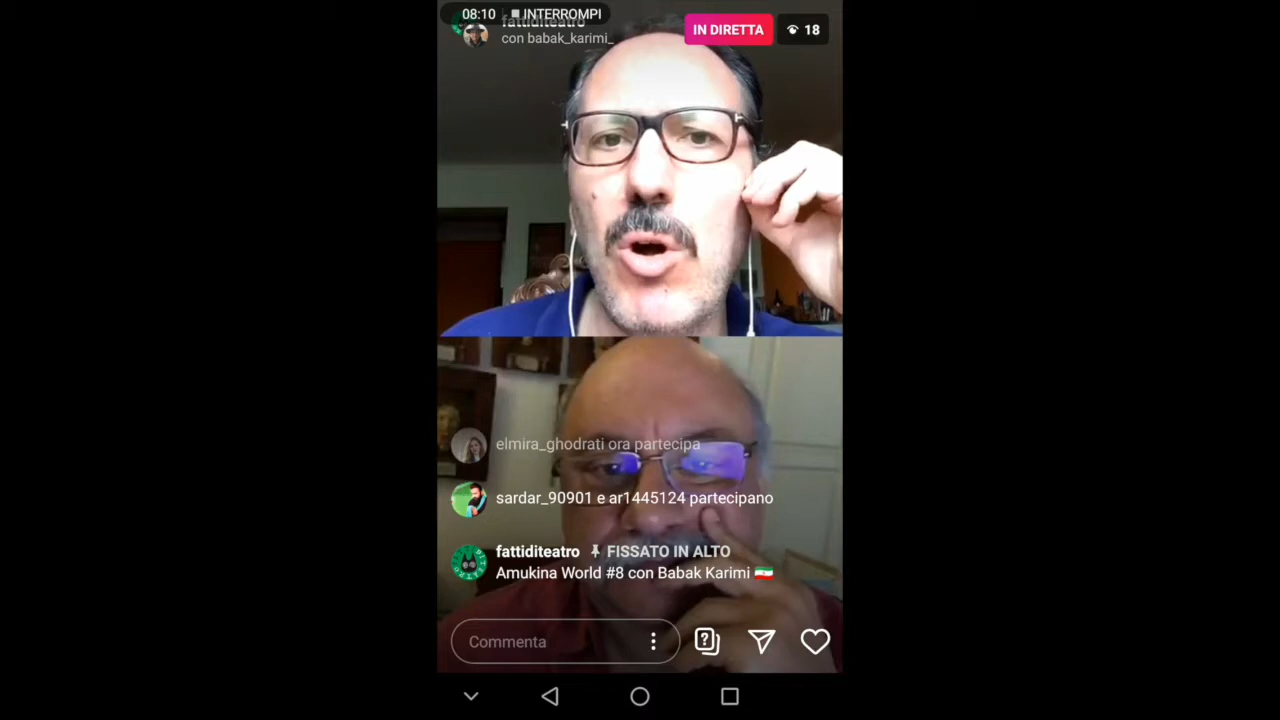 08:10 INTERROMPI
fattiditeatro
con babak_karimi_
IN DIRETTA
18
elmira_ghodrati ora partecipa
sardar_90901 e ar1445124 partecipano
fattiditeatro FISSATO IN ALTO
Amukina World #8 con Babak Karimi 🇮🇷
Commenta